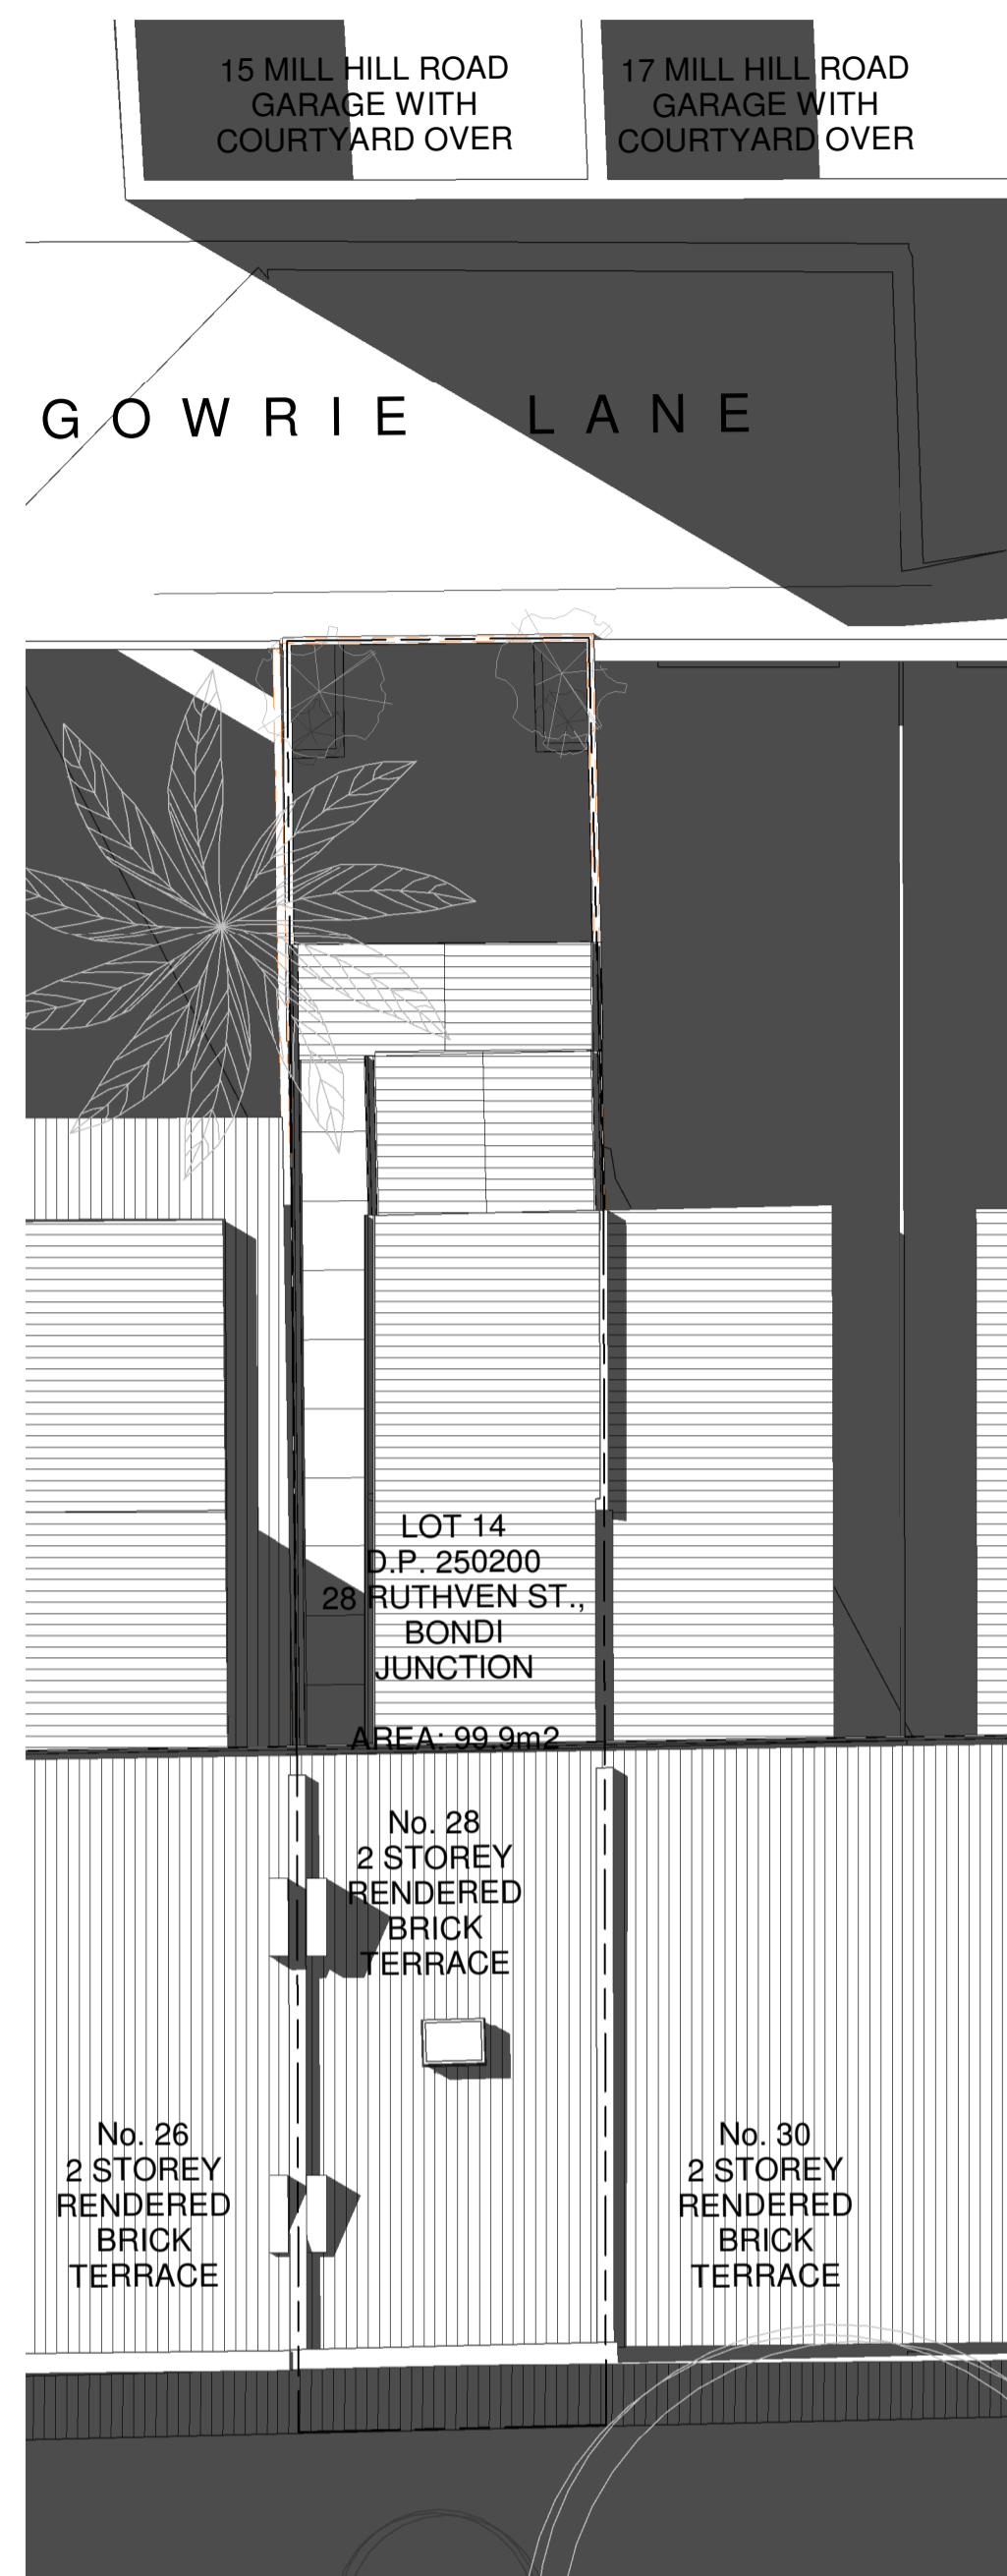 15 MILL HILL ROAD
GARAGE WITH
COURTYARD OVER
17 MILL HILL ROAD
GARAGE WITH
COURTYARD OVER
GOWRIE LANE
LOT 14
D.P. 250200
28 RUTHVEN ST.,
BONDI
JUNCTION
AREA: 99.9m2
No. 28
2 STOREY
RENDERED
BRICK
TERRACE
No. 26
2 STOREY
RENDERED
BRICK
TERRACE
No. 30
2 STOREY
RENDERED
BRICK
TERRACE